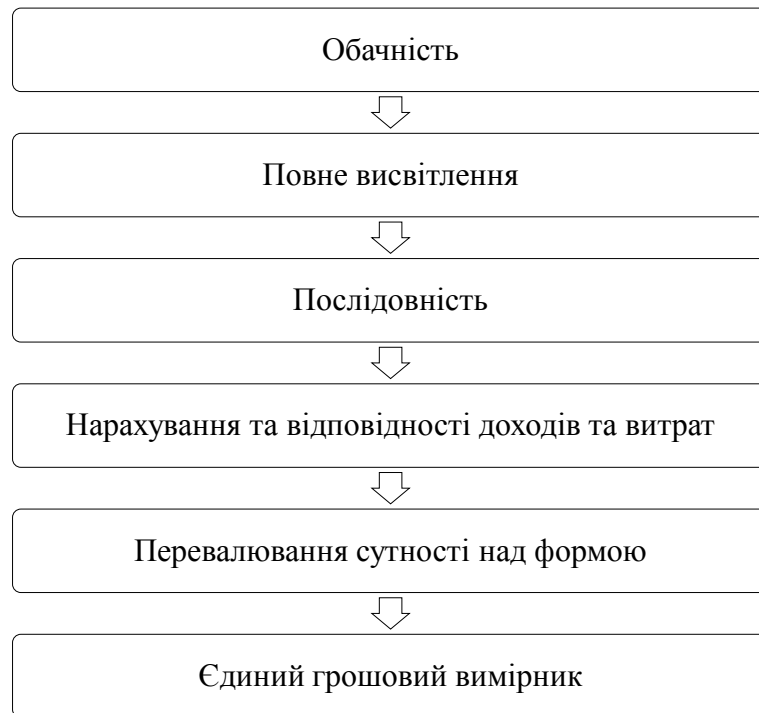 Обачність
Повне висвітлення
Послідовність
Нарахування та відповідності доходів та витрат
Перевалювання сутності над формою
Єдиний грошовий вимірник